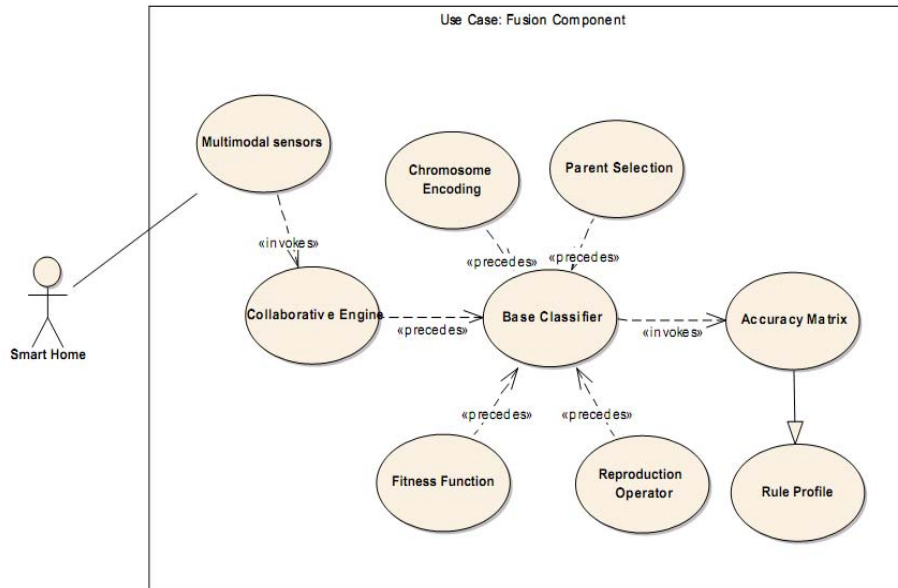 Use Case: Fusion Component
Multimodal sensors
Chromosome
Encoding
Parent Selection
«invokes»
«precedes»
«precedes»
Smart Home
Collaborative Engine
«precedes»
Base Classifier
«invokes»
Accuracy Matrix
«precedes»
«precedes»
Fitness Function
Reproduction
Operator
Rule Profile